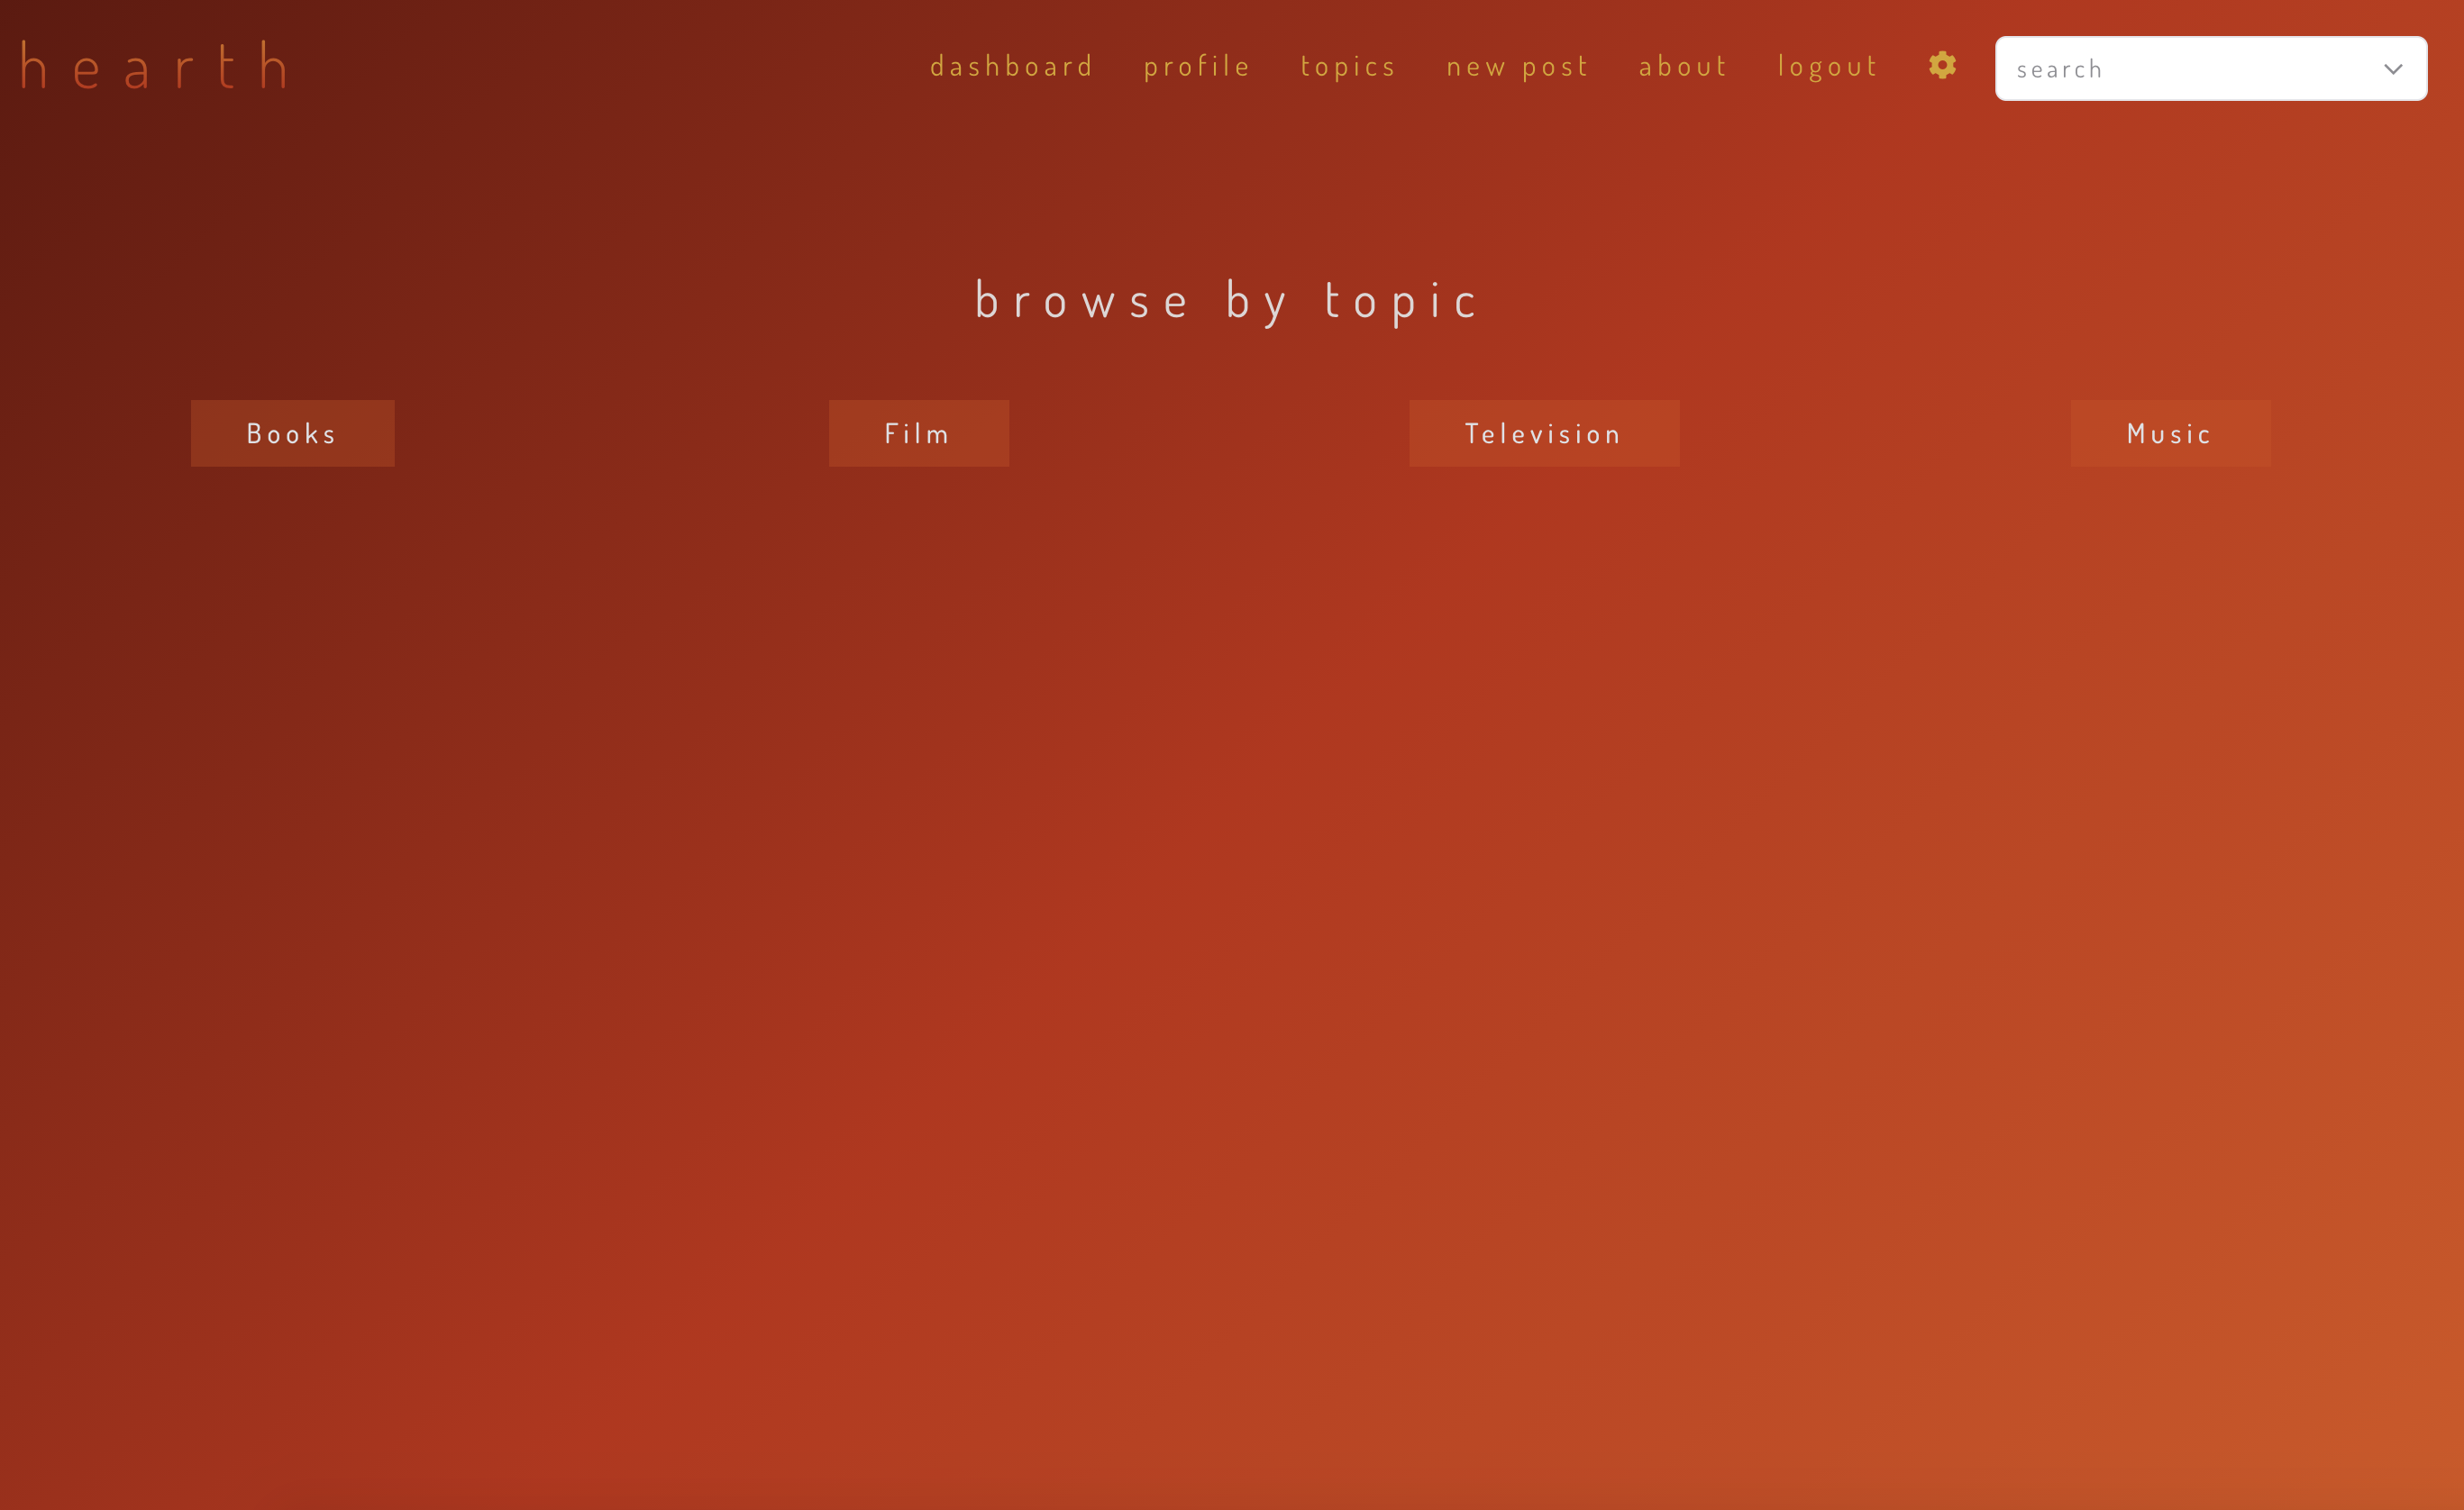 hearth
dashboard profile topics new post about logout search
browse by topic
Books Film Television Music